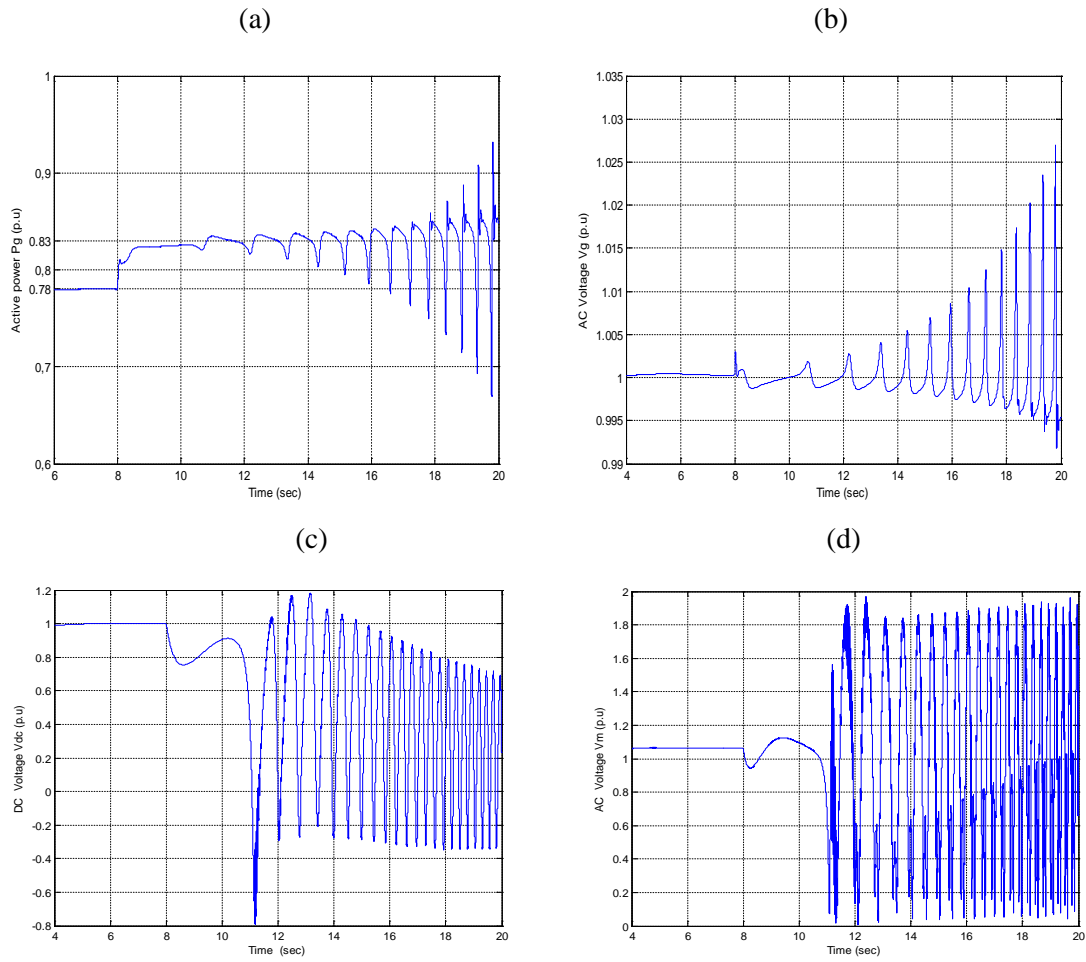 (a)
(b)
1
0,9
0.83
0,8
0.78
0,7
0,6
6 8 10 12 14 16 18 20
Time (sec)
Active power Pg (p.u)
1.035
1.03
1.025
1.02
1.015
1.01
1.005
1
0.995
0.99
4 6 8 10 12 14 16 18 20
Time (sec)
AC Voltage Vg (p.u)
(c)
(d)
1.2
1
0.8
0.6
0.4
0.2
0
-0.2
-0.4
-0.6
-0.8
4 6 8 10 12 14 16 18 20
Time (sec)
DC Voltage Vdc (p.u)
2
1.8
1.6
1.4
1.2
1
0.8
0.6
0.4
0.2
0
4 6 8 10 12 14 16 18 20
Time (sec)
AC Voltage Vm (p.u)